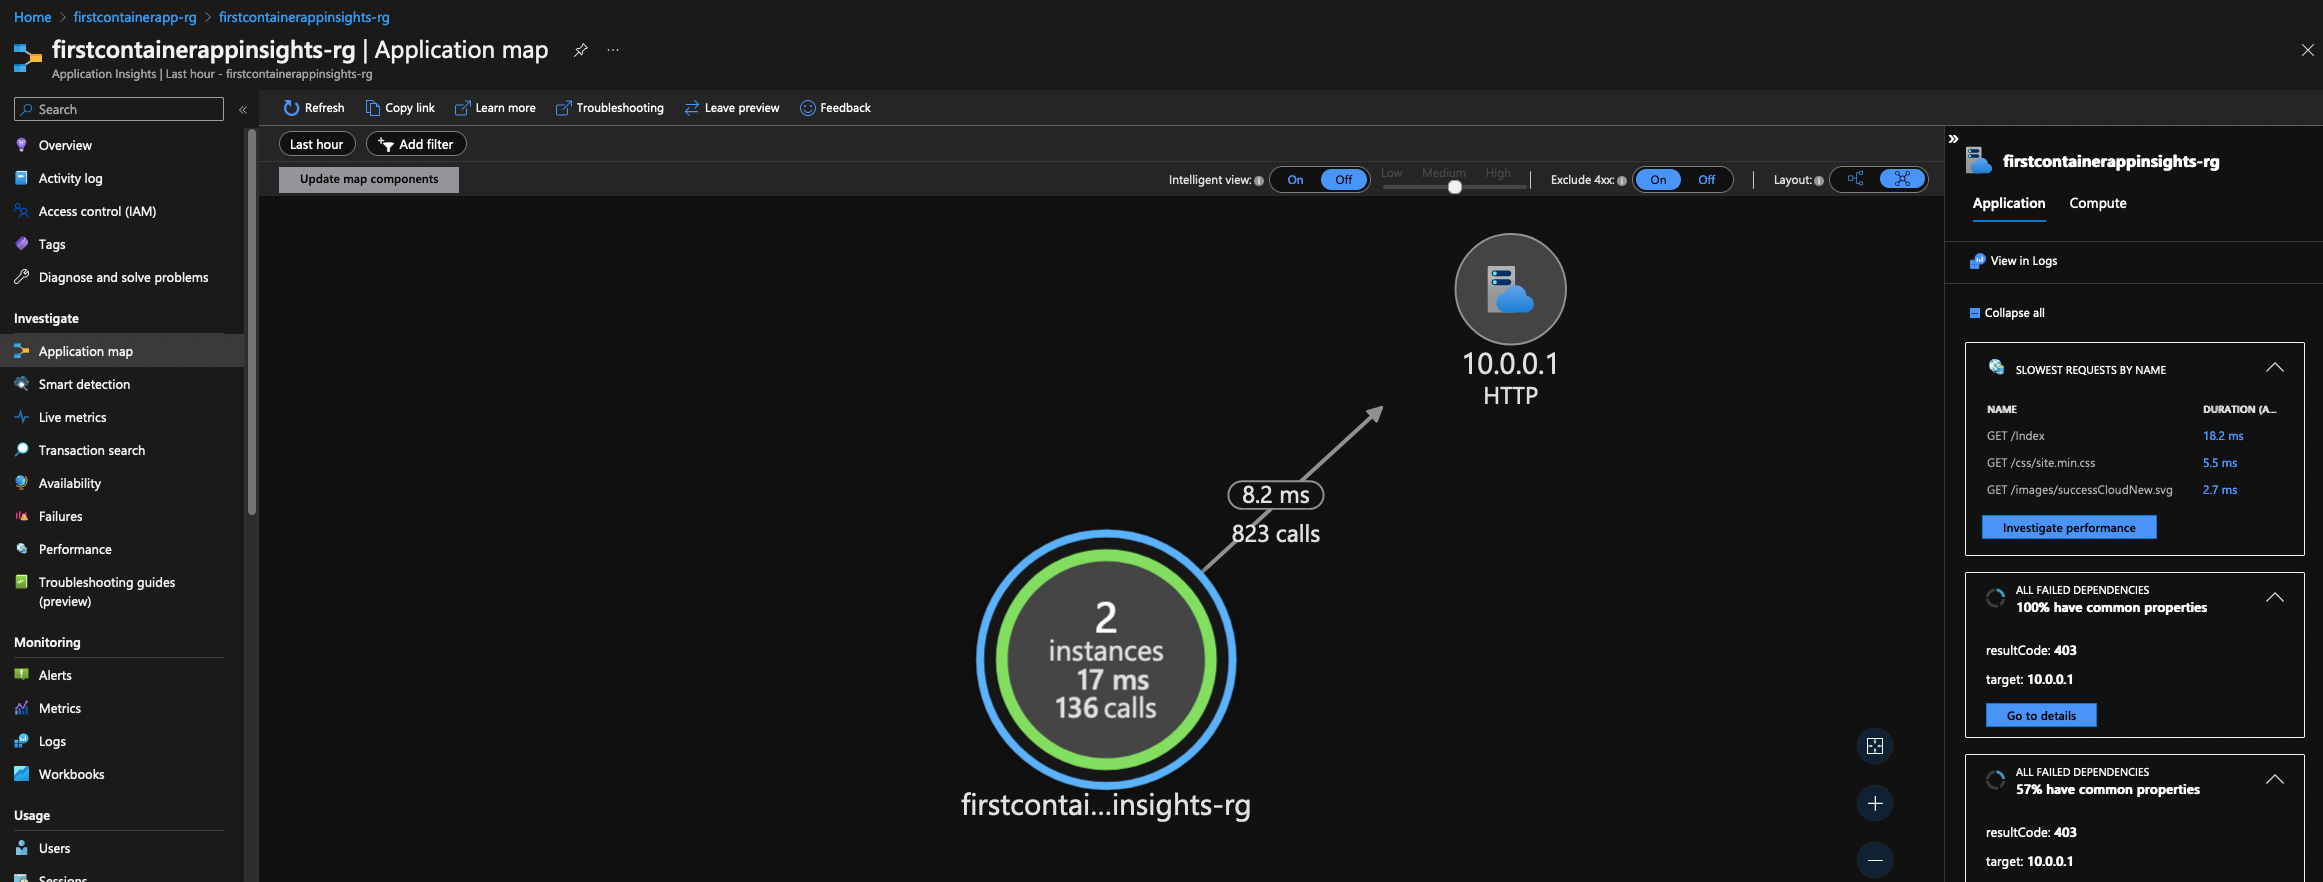 Home > firstcontainerapp-rg > firstcontainerappinsights-rg
firstcontainerappinsights-rg | Application map
...
Application Insights | Last hour - firstcontainerappinsights-rg
Search
Overview
Activity log
Access control (IAM)
Tags
Diagnose and solve problems
Investigate
Application map
Smart detection
Live metrics
Transaction search
Availability
Failures
Performance
Troubleshooting guides
(preview)
Monitoring
Alerts
Metrics
Logs
Workbooks
Usage
Users
Sessions
Refresh
Copy link
Learn more
Troubleshooting
Leave preview
Feedback
Last hour
Add filter
Update map components
Intelligent view:
On
Off
Low
Medium
High
Exclude 4xx:
On
Off
Layout:
10.0.0.1
HTTP
8.2 ms
823 calls
2
instances
17 ms
136 calls
firstcontai...insights-rg
firstcontainerappinsights-rg
Application
Compute
View in Logs
Collapse all
SLOWEST REQUESTS BY NAME
NAME DURATION (A...
GET /Index 18.2 ms
GET /css/site.min.css 5.5 ms
GET /images/successCloudNew.svg 2.7 ms
Investigate performance
ALL FAILED DEPENDENCIES
100% have common properties
resultCode: 403
target: 10.0.0.1
Go to details
ALL FAILED DEPENDENCIES
57% have common properties
resultCode: 403
target: 10.0.0.1